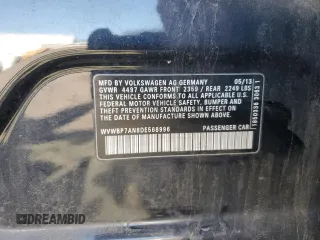 MFD BY VOLKSWAGEN AG GERMANY 05/13
GVWR 4497 GAWR FRONT: 2359 / REAR 2249 LBS
THIS VEHICLE CONFORMS TO ALL APPLICABLE
FEDERAL MOTOR VEHICLE SAFETY, BUMPER AND
THEFT PREVENTION STANDARDS IN EFFECT ON
THE DATE OF MANUFACTURE SHOWN ABOVE
WVWBP7AN8DE568996 PASSENGER CAR
DREAMBID